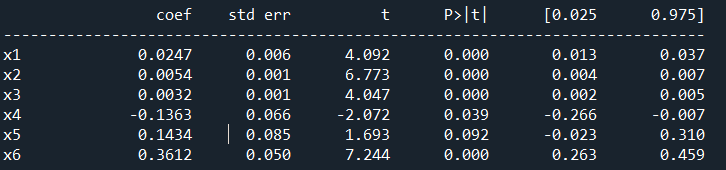 coef std err t P>|t| [0.025 0.975]
------------------------------------------------------------------------------
x1 0.0247 0.006 4.092 0.000 0.013 0.037
x2 0.0054 0.001 6.773 0.000 0.004 0.007
x3 0.0032 0.001 4.047 0.000 0.002 0.005
x4 -0.1363 0.066 -2.072 0.039 -0.266 -0.007
x5 0.1434 0.085 1.693 0.092 -0.023 0.310
x6 0.3612 0.050 7.244 0.000 0.263 0.459